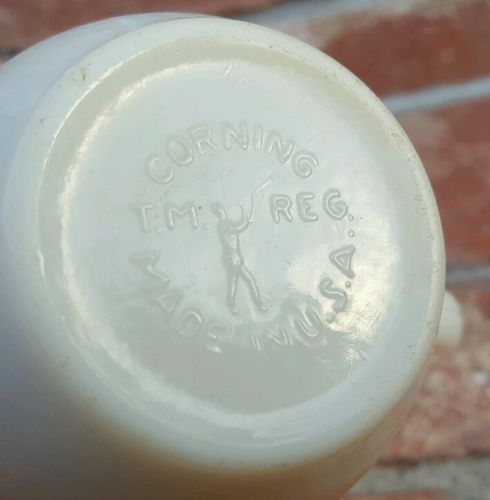 CORNING
T.M. REG.
MADE IN U.S.A.